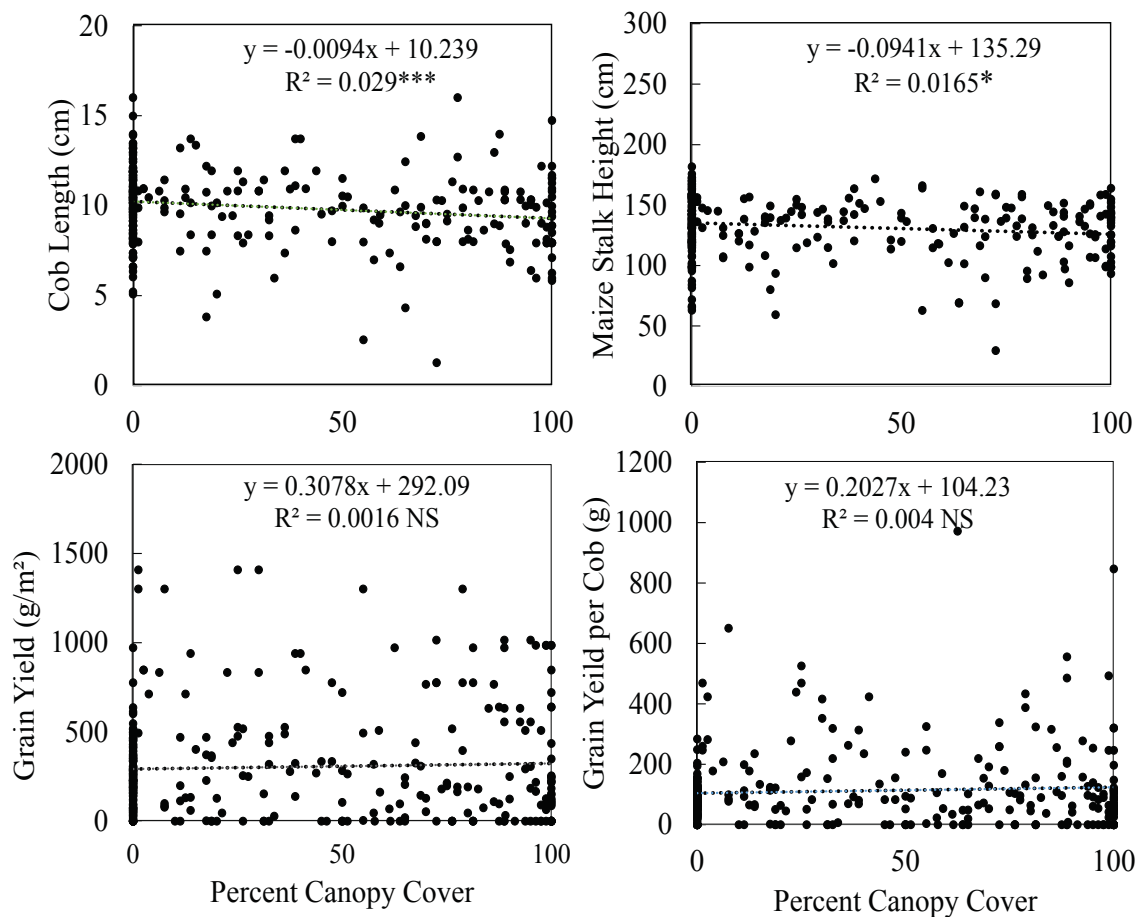 y = -0.0094x + 10.239
R² = 0.029***
Cob Length (cm)
20
15
10
5
0
0 50 100
y = -0.0941x + 135.29
R² = 0.0165*
Maize Stalk Height (cm)
300
250
200
150
100
50
0
0 50 100
y = 0.3078x + 292.09
R² = 0.0016 NS
Grain Yield (g/m²)
2000
1500
1000
500
0
0 50 100
Percent Canopy Cover
y = 0.2027x + 104.23
R² = 0.004 NS
Grain Yeild per Cob (g)
1200
1000
800
600
400
200
0
0 50 100
Percent Canopy Cover